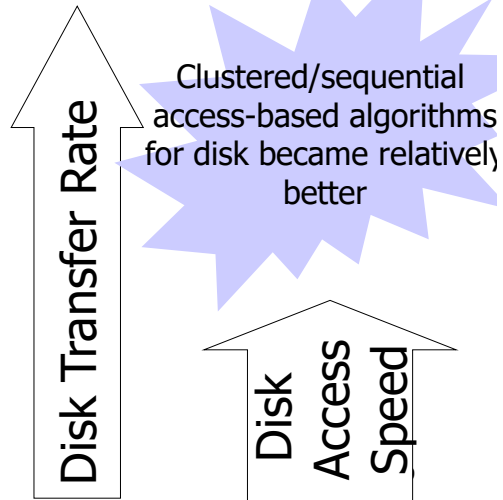 Clustered/sequential
access-based algorithms
for disk became relatively
better
Disk Transfer Rate
Disk
Access
Speed